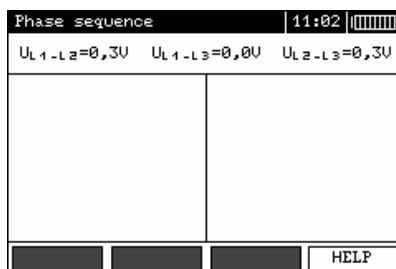 Phase sequence 11:02
UL1-L2=0,3V UL1-L3=0,0V UL2-L3=0,3V
HELP